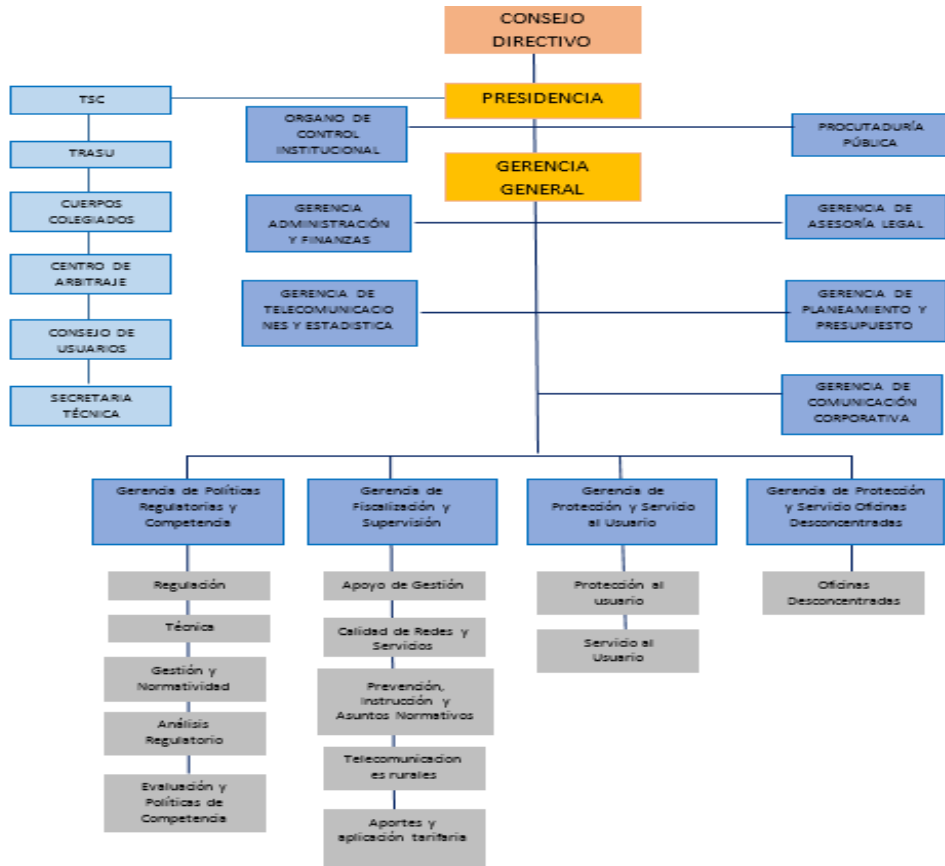 CONSEJO
DIRECTIVO
PRESIDENCIA
TSC
ORGANO DE
CONTROL
INSTITUCIONAL
PROCUTADURÍA
PÚBLICA
TRASU
GERENCIA
GENERAL
CUERPOS
COLEGIADOS
GERENCIA
ADMINISTRACIÓN
Y FINANZAS
GERENCIA DE
ASESORÍA LEGAL
CENTRO DE
ARBITRAJE
GERENCIA DE
TELECOMUNICACIO
NES Y ESTADISTICA
GERENCIA DE
PLANEAMIENTO Y
PRESUPUESTO
CONSEJO DE
USUARIOS
SECRETARIA
TÉCNICA
GERENCIA DE
COMUNICACIÓN
CORPORATIVA
Gerencia de Políticas
Regulatorias y
Competencia
Gerencia de
Fiscalización y
Supervisión
Gerencia de
Protección y Servicio
al Usuario
Gerencia de Protección
y Servicio Oficinas
Desconcentradas
Regulación
Técnica
Gestión y
Normatividad
Análisis
Regulatorio
Evaluación y
Políticas de
Competencia
Apoyo de Gestión
Calidad de Redes y
Servicios
Prevención,
Instrucción y
Asuntos Normativos
Telecomunicacion
es rurales
Aportes y
aplicación tarifaria
Protección al
usuario
Servicio al
Usuario
Oficinas
Desconcentradas